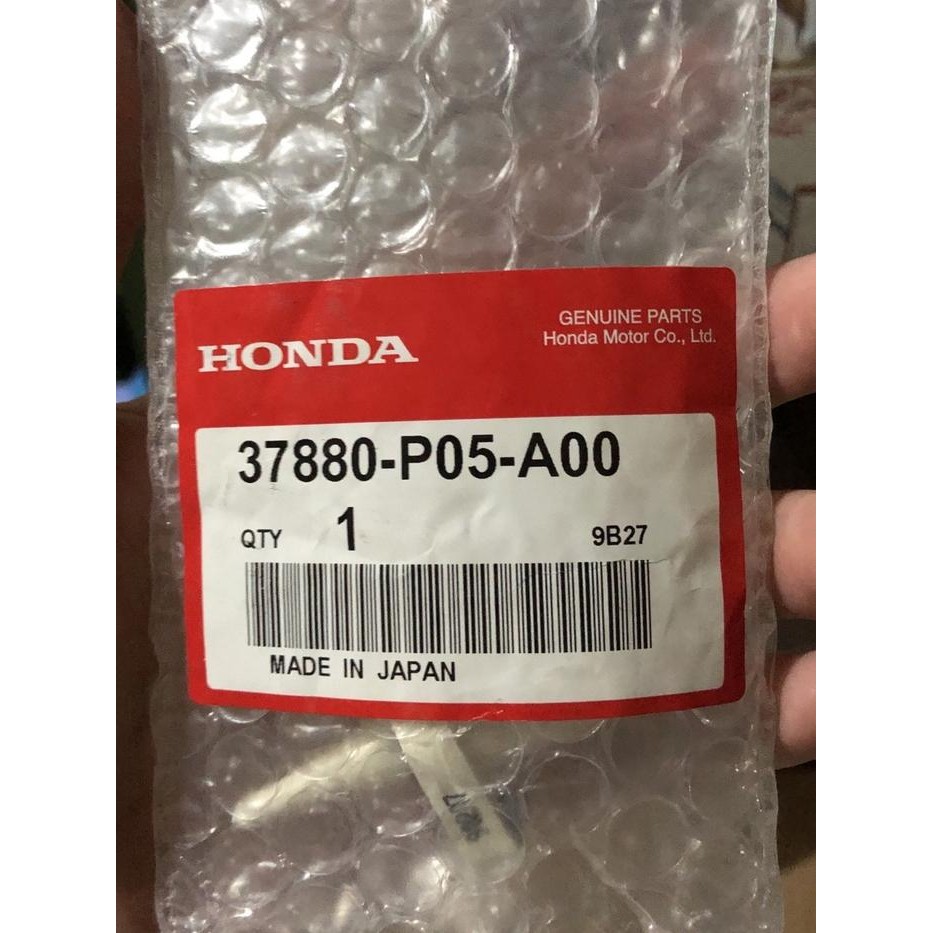 GENUINE PARTS
HONDA Honda Motor Co., Ltd.
37880-P05-A00
QTY 1 9B27
MADE IN JAPAN